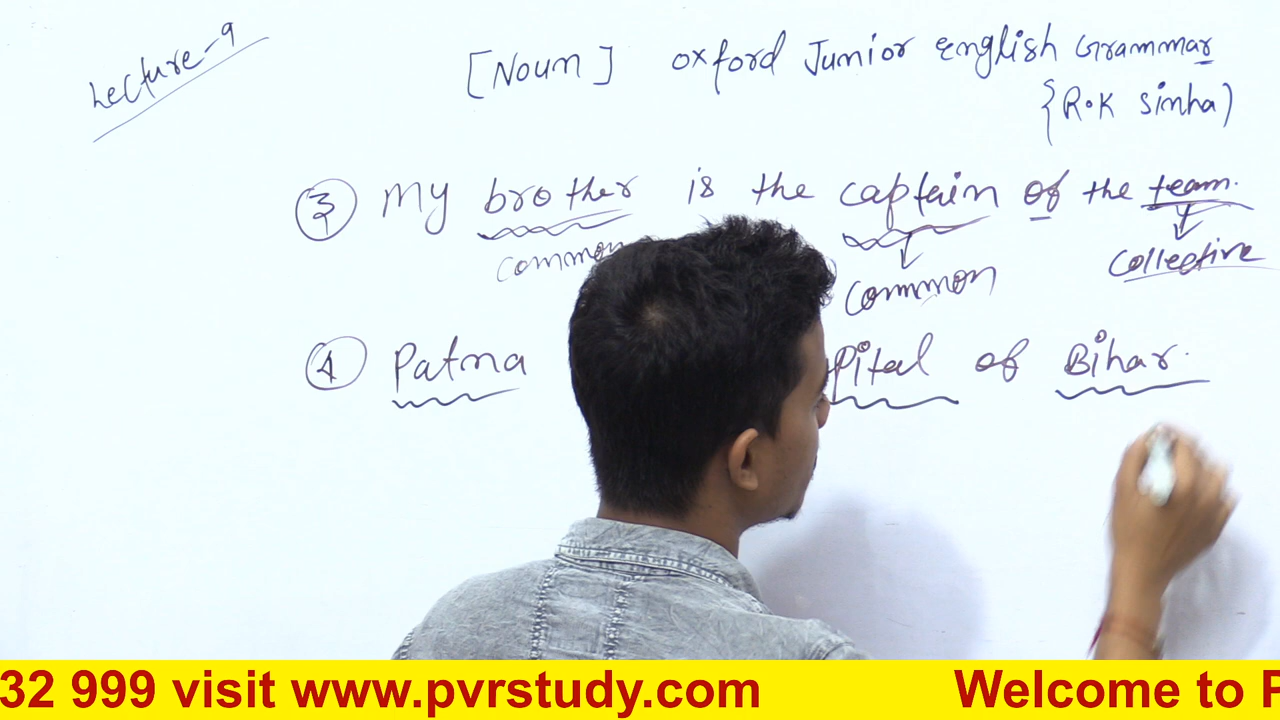 Lecture-9
[Noun] Oxford Junior English Grammar
{R.K Sinha)
③ My brother is the captain of the team.
common common collective
④ Patna pital of Bihar.
32 999 visit www.pvrstudy.com Welcome to P